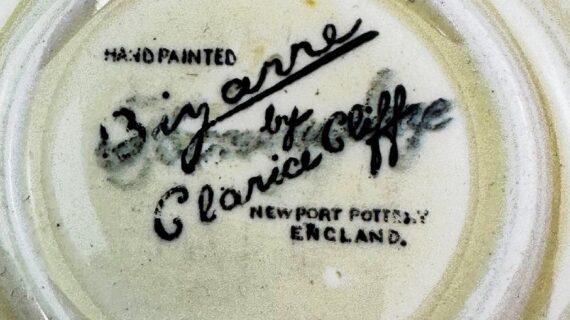 HAND PAINTED
Bizarre
by
Clarice Cliff
NEWPORT POTTERY
ENGLAND.